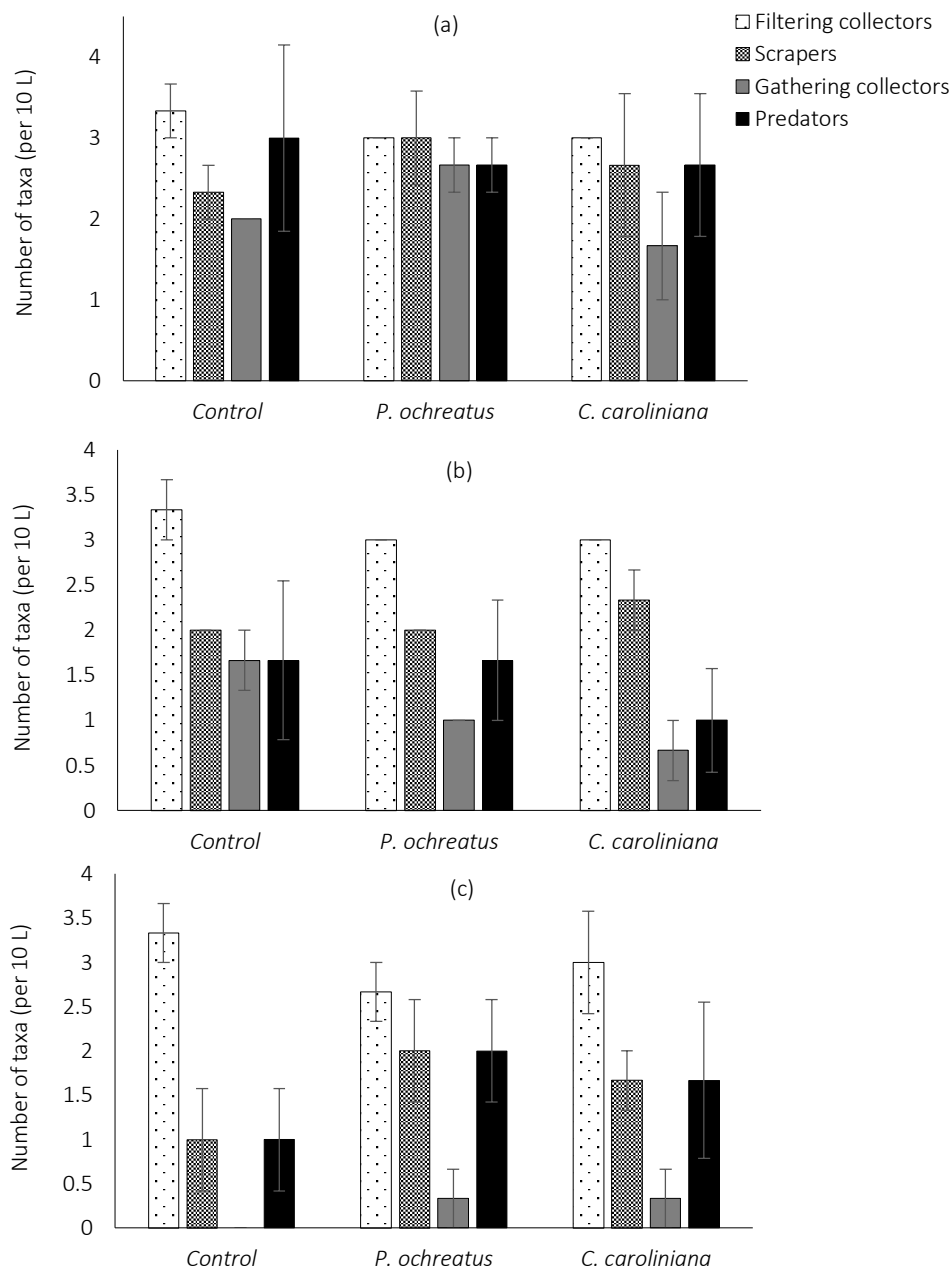 (a)
Filtering collectors
Scrapers
Gathering collectors
Predators
Number of taxa (per 10 L)
4
3
2
1
0
Control P. ochreatus C. caroliniana
(b)
Number of taxa (per 10 L)
4
3.5
3
2.5
2
1.5
1
0.5
0
Control P. ochreatus C. caroliniana
(c)
Number of taxa (per 10 L)
4
3.5
3
2.5
2
1.5
1
0.5
0
Control P. ochreatus C. caroliniana